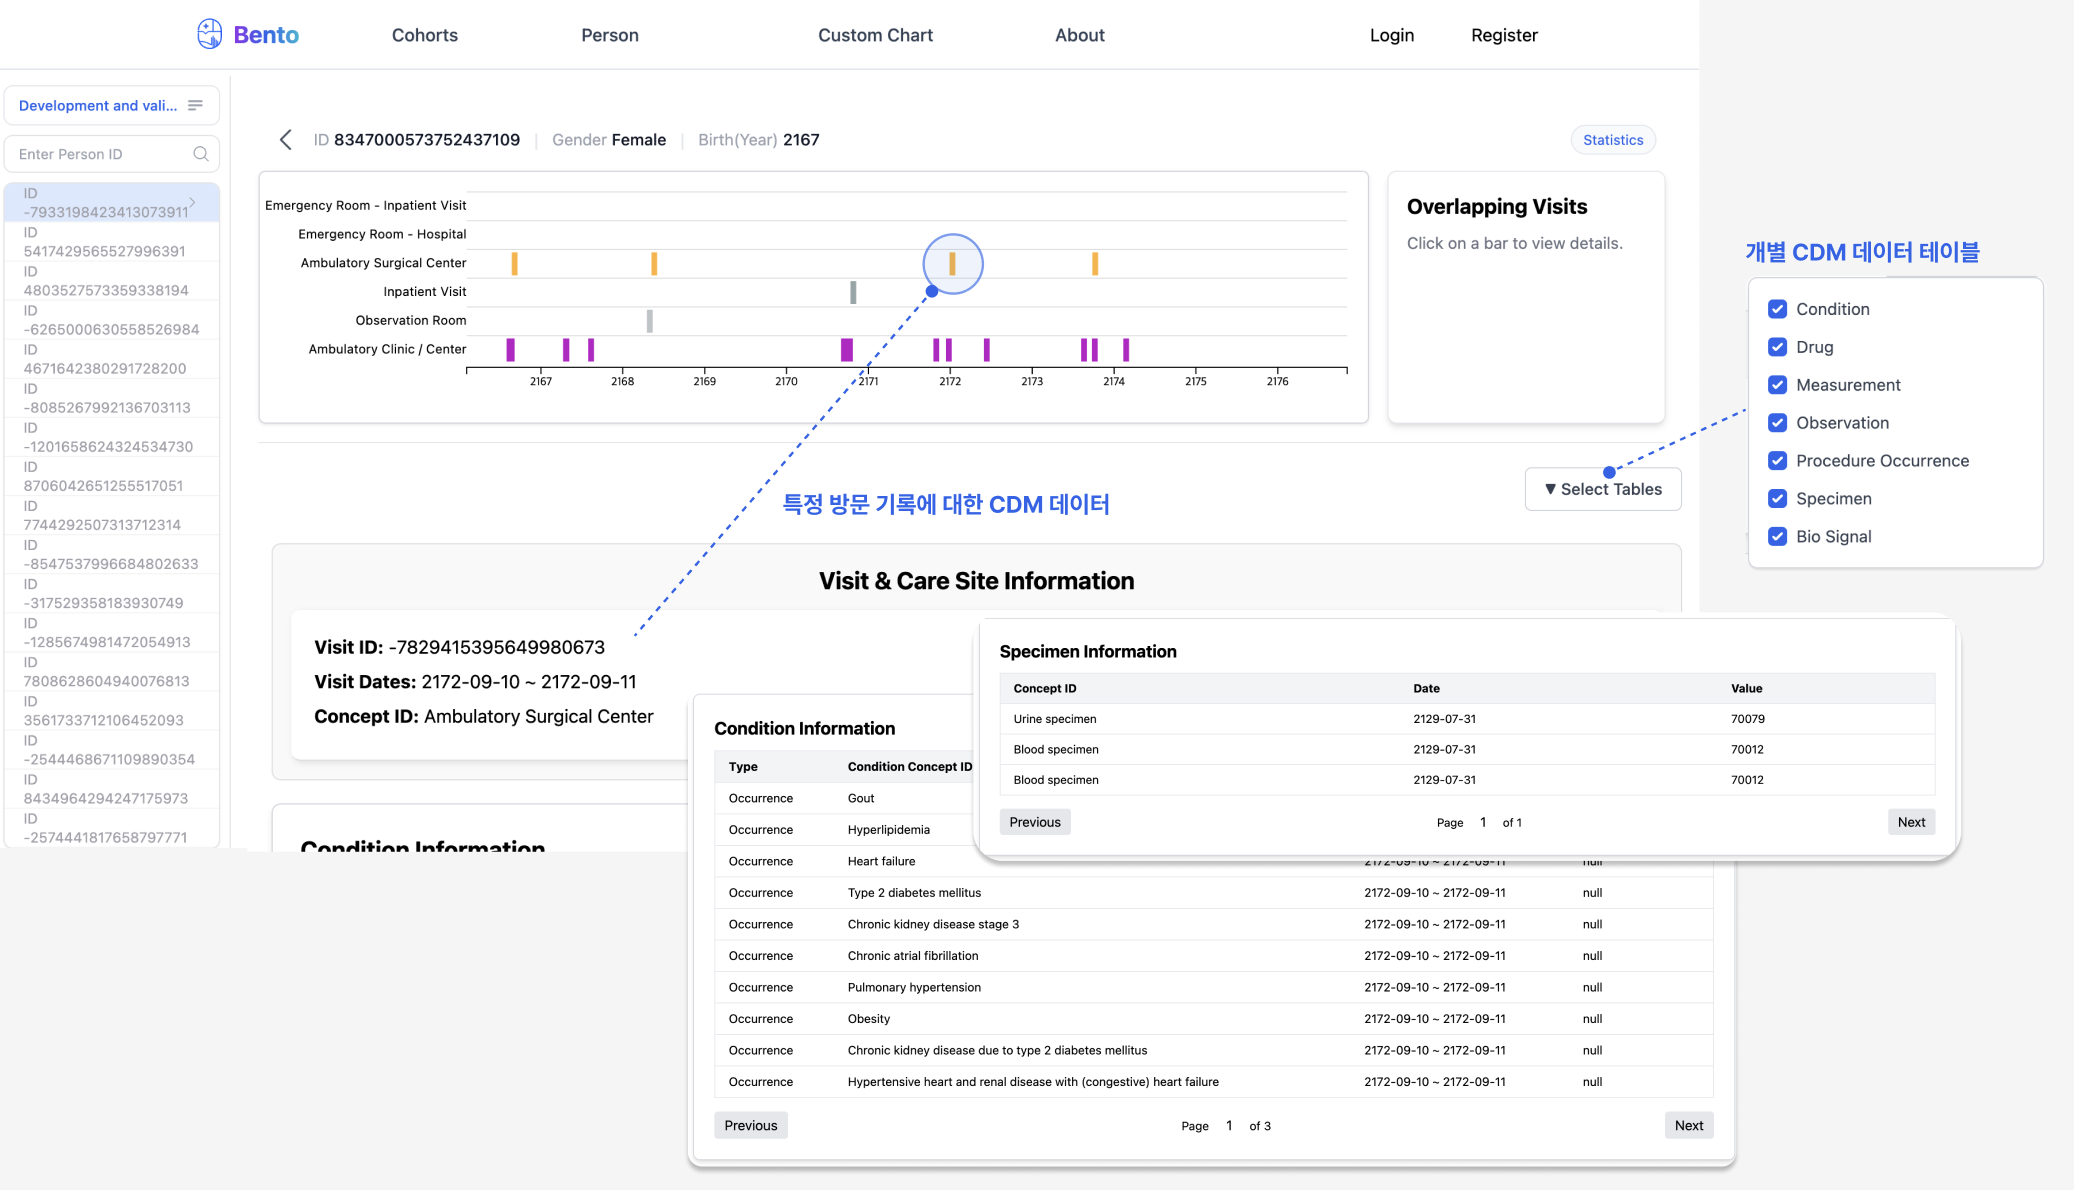 Bento
Cohorts
Person
Custom Chart
About
Login
Register
Development and vali...
Enter Person ID
ID
-7933198423413073911
ID
5417429565527996391
ID
4803527573359338194
ID
-6265000630558526984
ID
4671642380291728200
ID
-8085267992136703113
ID
-1201658624324534730
ID
8706042651255517051
ID
7744292507313712314
ID
-8547537996684802633
ID
-317529358183930749
ID
-1285674981472054913
ID
7808628604940076813
ID
3561733712106452093
ID
-2544468671109890354
ID
8434964294247175973
ID
-2574441817658797771
ID 8347000573752437109
Gender Female
Birth(Year) 2167
Statistics
Emergency Room - Inpatient Visit
Emergency Room - Hospital
Ambulatory Surgical Center
Inpatient Visit
Observation Room
Ambulatory Clinic / Center
2167 2168 2169 2170 2171 2172 2173 2174 2175 2176
Overlapping Visits
Click on a bar to view details.
개별 CDM 데이터 테이블
Condition
Drug
Measurement
Observation
Procedure Occurrence
Specimen
Bio Signal
▼ Select Tables
특정 방문 기록에 대한 CDM 데이터
Visit & Care Site Information
Visit ID: -7829415395649980673
Visit Dates: 2172-09-10 ~ 2172-09-11
Concept ID: Ambulatory Surgical Center
Condition Information
Specimen Information
Concept ID Date Value
Urine specimen 2129-07-31 70079
Blood specimen 2129-07-31 70012
Blood specimen 2129-07-31 70012
Previous
Page 1 of 1
Next
Condition Information
Type Condition Concept ID
Occurrence Gout
Occurrence Hyperlipidemia
Occurrence Heart failure 2172-09-10 ~ 2172-09-11 null
Occurrence Type 2 diabetes mellitus 2172-09-10 ~ 2172-09-11 null
Occurrence Chronic kidney disease stage 3 2172-09-10 ~ 2172-09-11 null
Occurrence Chronic atrial fibrillation 2172-09-10 ~ 2172-09-11 null
Occurrence Pulmonary hypertension 2172-09-10 ~ 2172-09-11 null
Occurrence Obesity 2172-09-10 ~ 2172-09-11 null
Occurrence Chronic kidney disease due to type 2 diabetes mellitus 2172-09-10 ~ 2172-09-11 null
Occurrence Hypertensive heart and renal disease with (congestive) heart failure 2172-09-10 ~ 2172-09-11 null
Previous
Page 1 of 3
Next